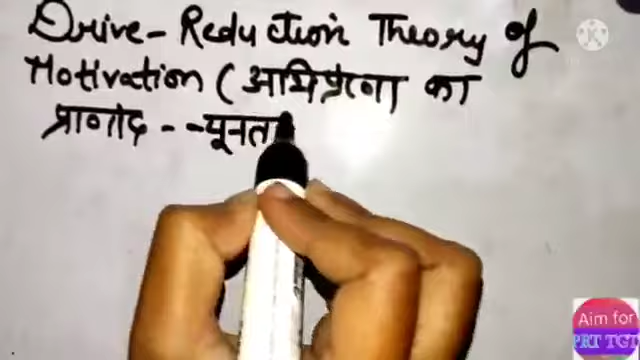 Drive-Reduction Theory of
Motivation (अभिप्रेरणा का
प्रणोद--यूनता
Aim for
PRT TGT